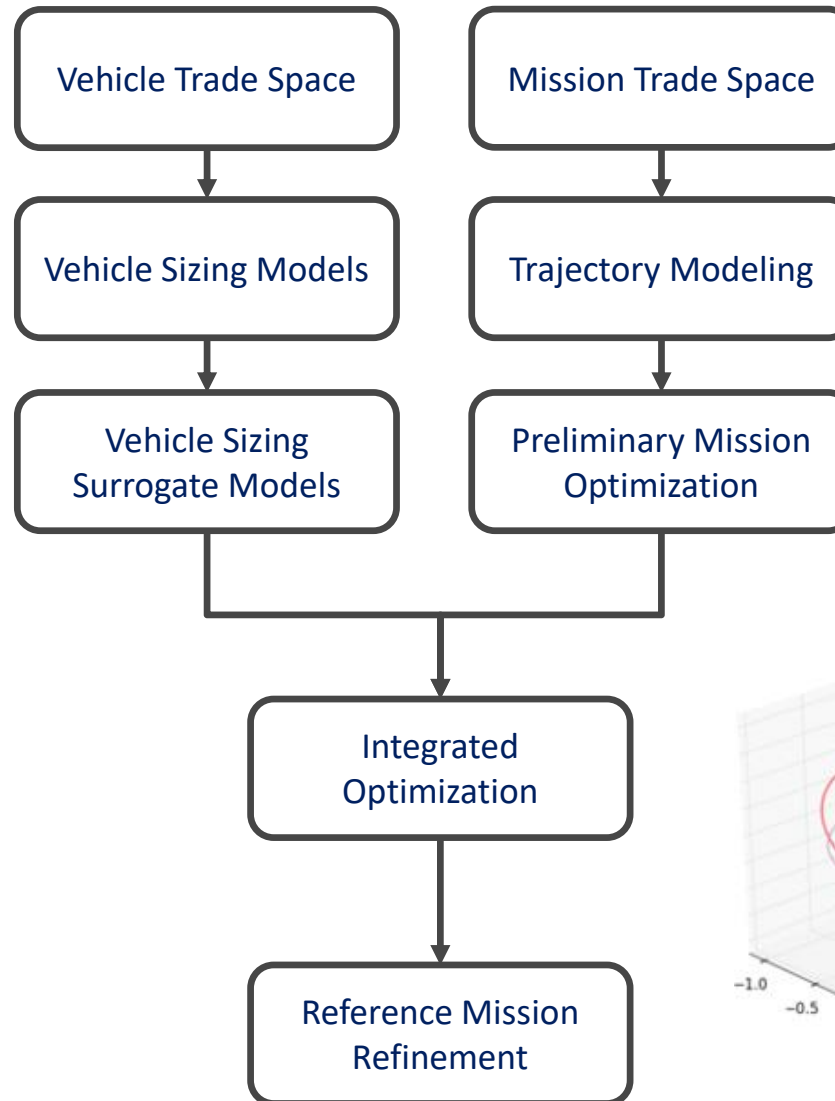 Vehicle Trade Space
Mission Trade Space
Vehicle Sizing Models
Trajectory Modeling
Vehicle Sizing
Surrogate Models
Preliminary Mission
Optimization
Integrated
Optimization
−1.0
−0.5
Reference Mission
Refinement